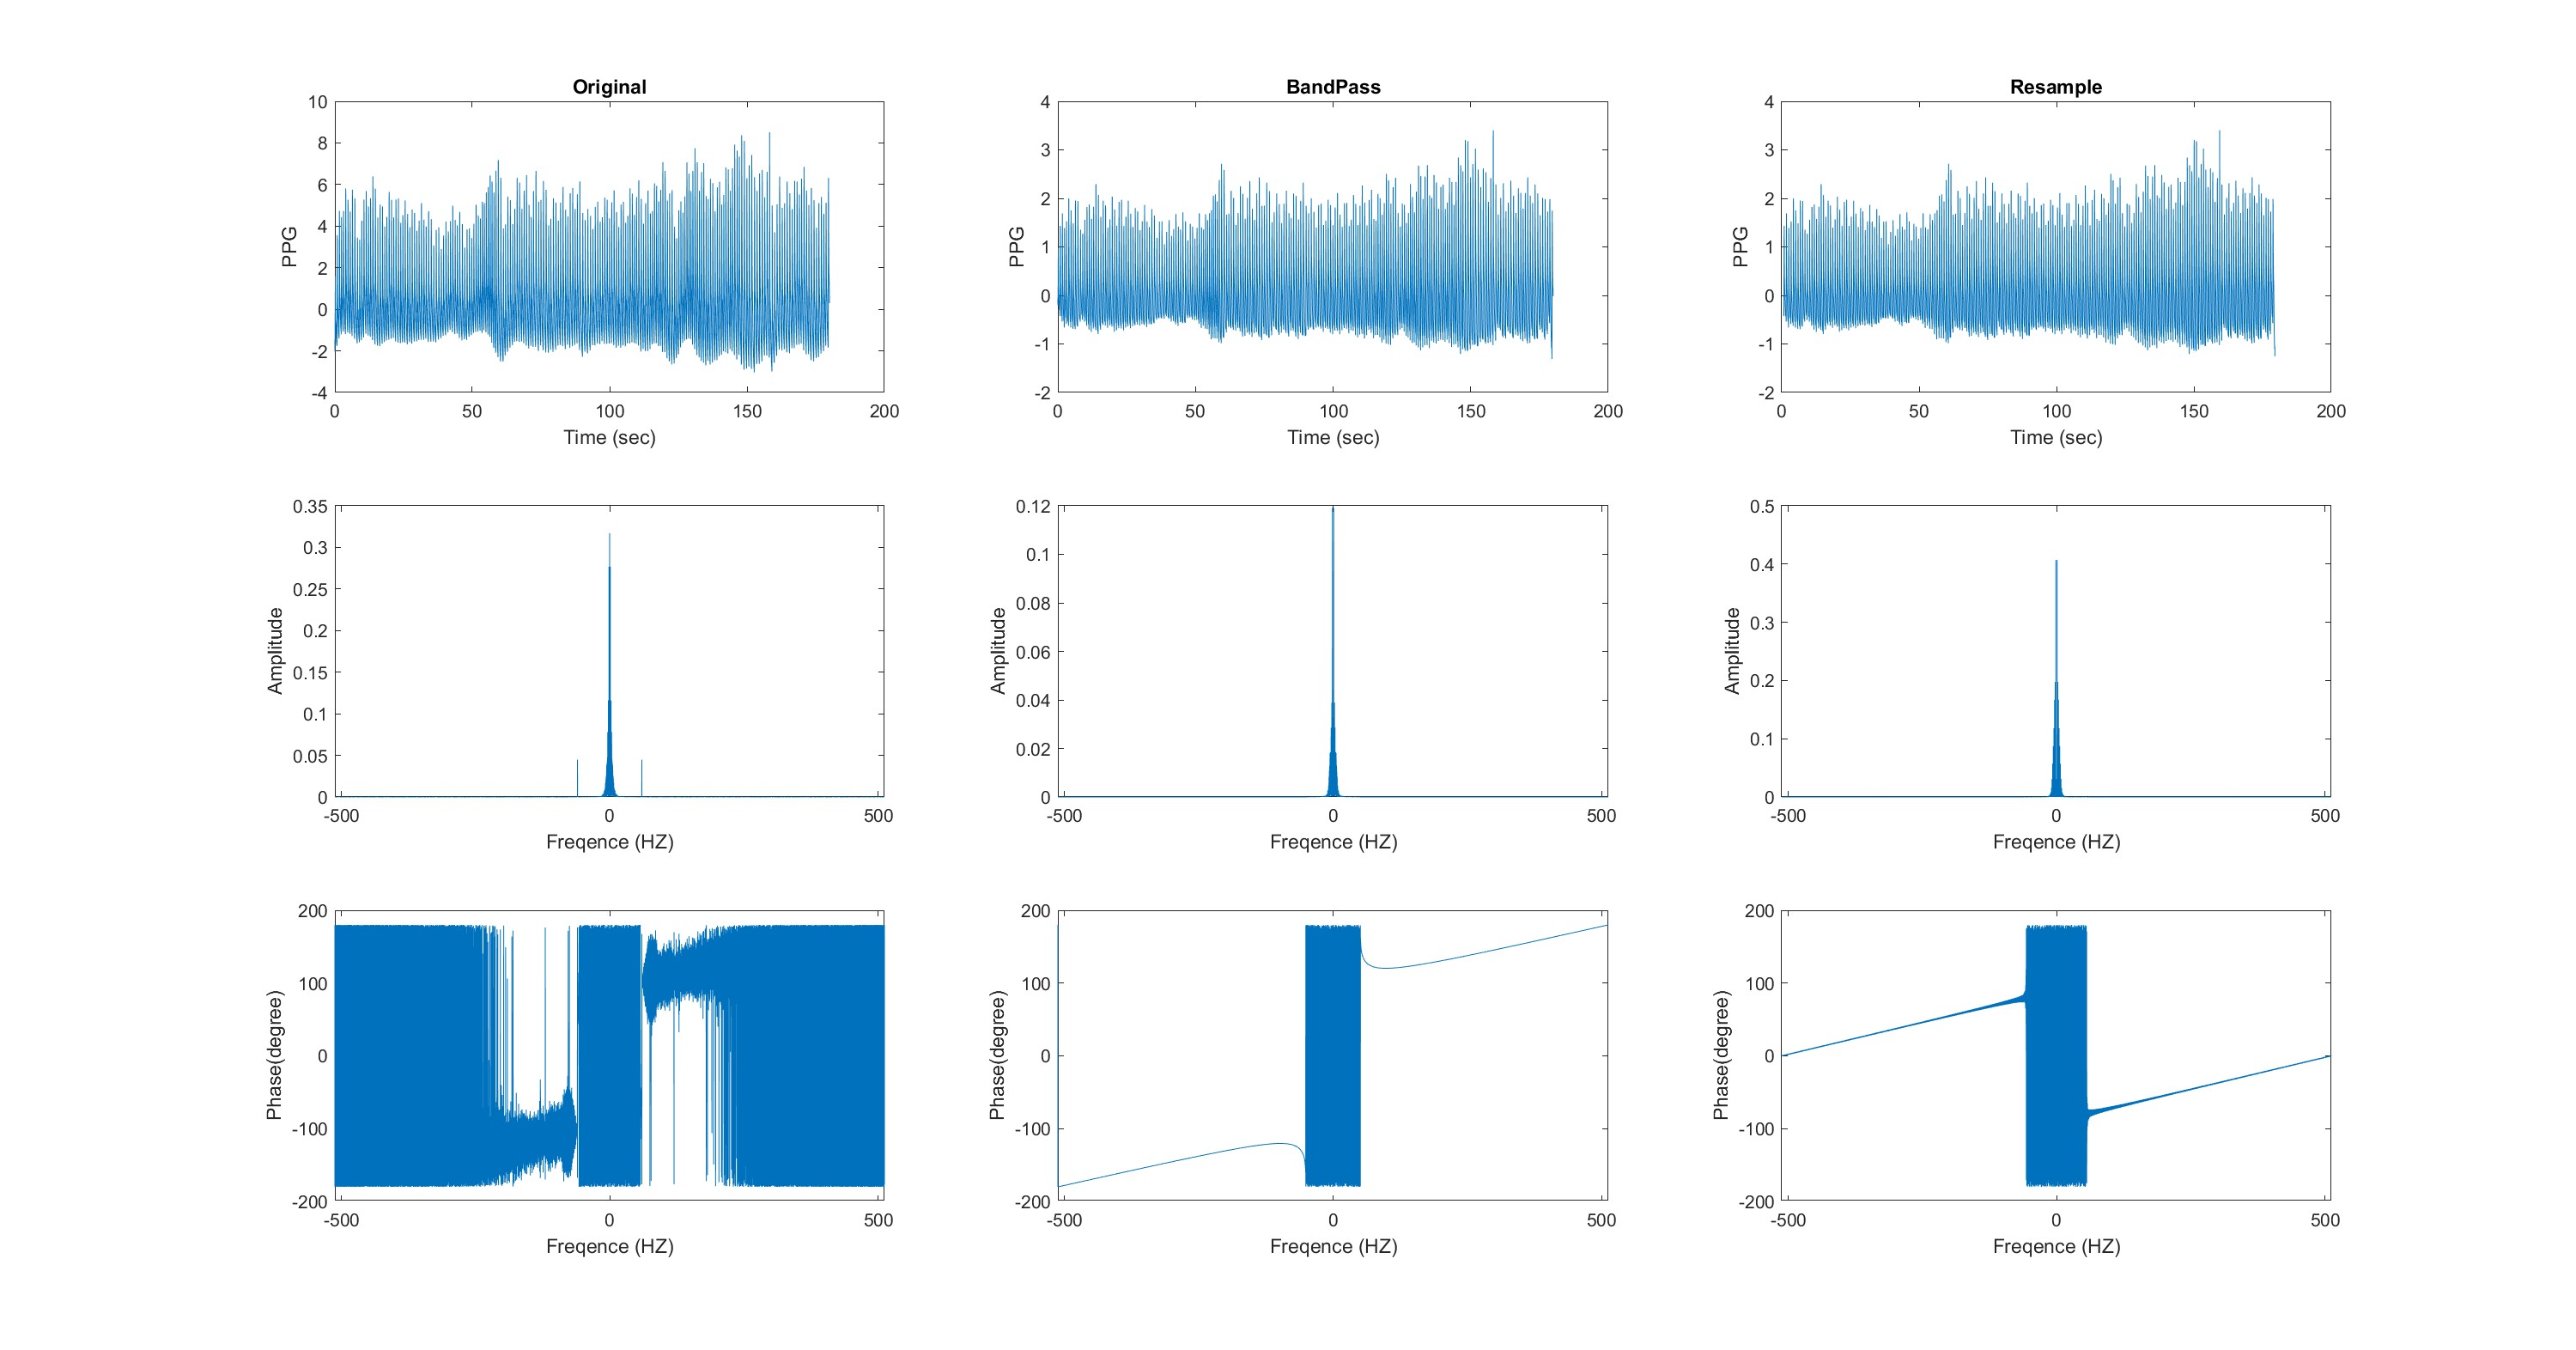 Original
10
8
6
4
2
0
-2
-4
PPG
0 50 100 150 200
Time (sec)
BandPass
4
3
2
1
0
-1
-2
PPG
0 50 100 150 200
Time (sec)
Resample
4
3
2
1
0
-1
-2
PPG
0 50 100 150 200
Time (sec)
0.35
0.3
0.25
0.2
0.15
0.1
0.05
0
Amplitude
-500 0 500
Freqence (HZ)
0.12
0.1
0.08
0.06
0.04
0.02
0
Amplitude
-500 0 500
Freqence (HZ)
0.5
0.4
0.3
0.2
0.1
0
Amplitude
-500 0 500
Freqence (HZ)
200
100
0
-100
-200
Phase(degree)
-500 0 500
Freqence (HZ)
200
100
0
-100
-200
Phase(degree)
-500 0 500
Freqence (HZ)
200
100
0
-100
-200
Phase(degree)
-500 0 500
Freqence (HZ)